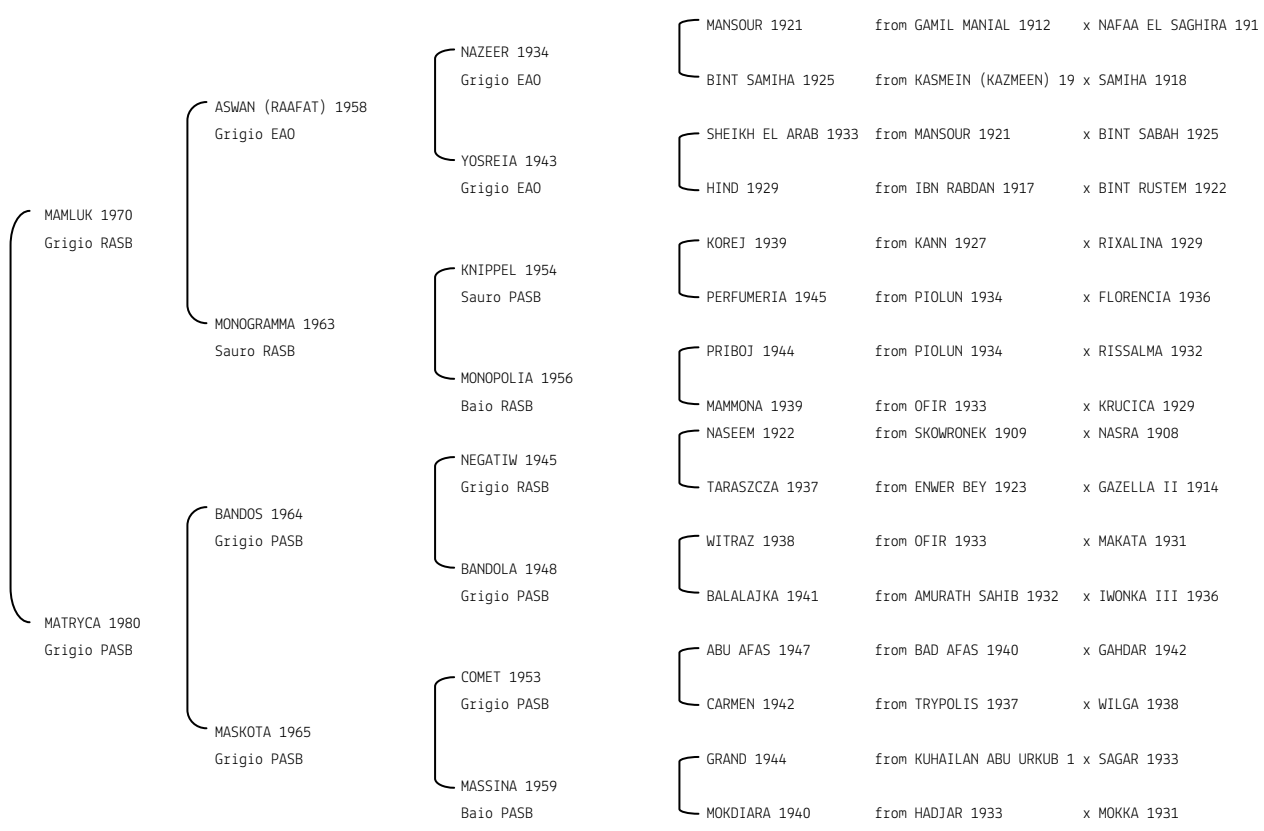 MANSOUR 1921 from GAMIL MANIAL 1912 x NAFAA EL SAGHIRA 191
NAZEER 1934
Grigio EAO BINT SAMIHA 1925 from KASMEIN (KAZMEEN) 19 x SAMIHA 1918
ASWAN (RAAFAT) 1958
Grigio EAO SHEIKH EL ARAB 1933 from MANSOUR 1921 x BINT SABAH 1925
YOSREIA 1943
Grigio EAO HIND 1929 from IBN RABDAN 1917 x BINT RUSTEM 1922
MAMLUK 1970
Grigio RASB KOREJ 1939 from KANN 1927 x RIXALINA 1929
KNIPPEL 1954
Sauro PASB PERFUMERIA 1945 from PIOLUN 1934 x FLORENCIA 1936
MONOGRAMMA 1963
Sauro RASB PRIBOJ 1944 from PIOLUN 1934 x RISSALMA 1932
MONOPOLIA 1956
Baio RASB MAMMONA 1939 from OFIR 1933 x KRUCICA 1929
NASEEM 1922 from SKOWRONEK 1909 x NASRA 1908
NEGATIW 1945
Grigio RASB TARASZCZA 1937 from ENWER BEY 1923 x GAZELLA II 1914
BANDOS 1964
Grigio PASB WITRAZ 1938 from OFIR 1933 x MAKATA 1931
BANDOLA 1948
Grigio PASB BALALAJKA 1941 from AMURATH SAHIB 1932 x IWONKA III 1936
MATRYCA 1980
Grigio PASB ABU AFAS 1947 from BAD AFAS 1940 x GAHDAR 1942
COMET 1953
Grigio PASB CARMEN 1942 from TRYPOLIS 1937 x WILGA 1938
MASKOTA 1965
Grigio PASB GRAND 1944 from KUHAILAN ABU URKUB 1 x SAGAR 1933
MASSINA 1959
Baio PASB MOKDIARA 1940 from HADJAR 1933 x MOKKA 1931